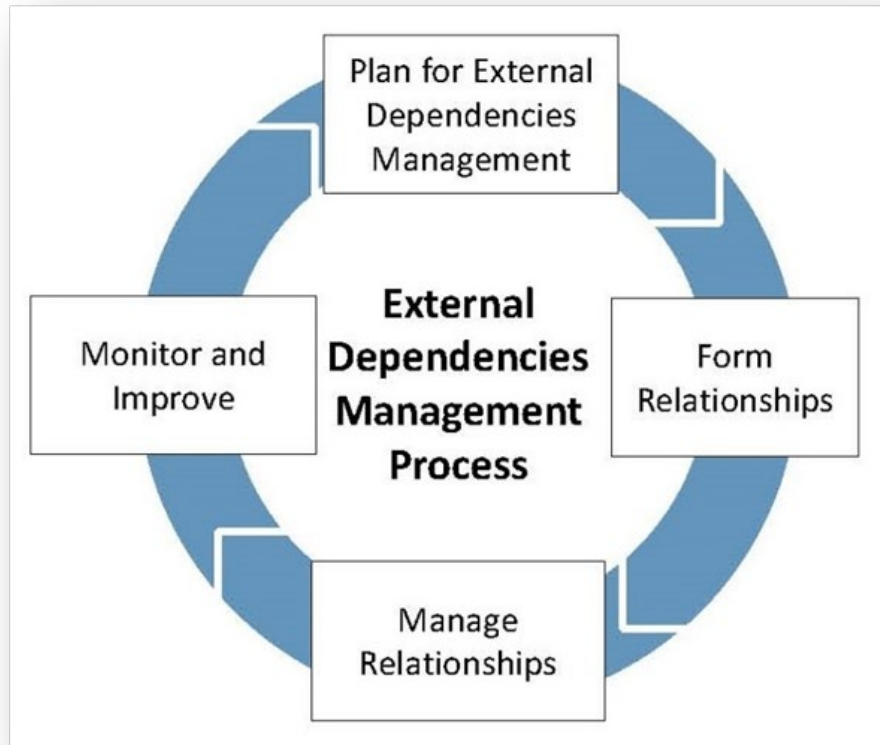 Plan for External
Dependencies
Management
External
Dependencies
Management
Process
Monitor and
Improve
Form
Relationships
Manage
Relationships